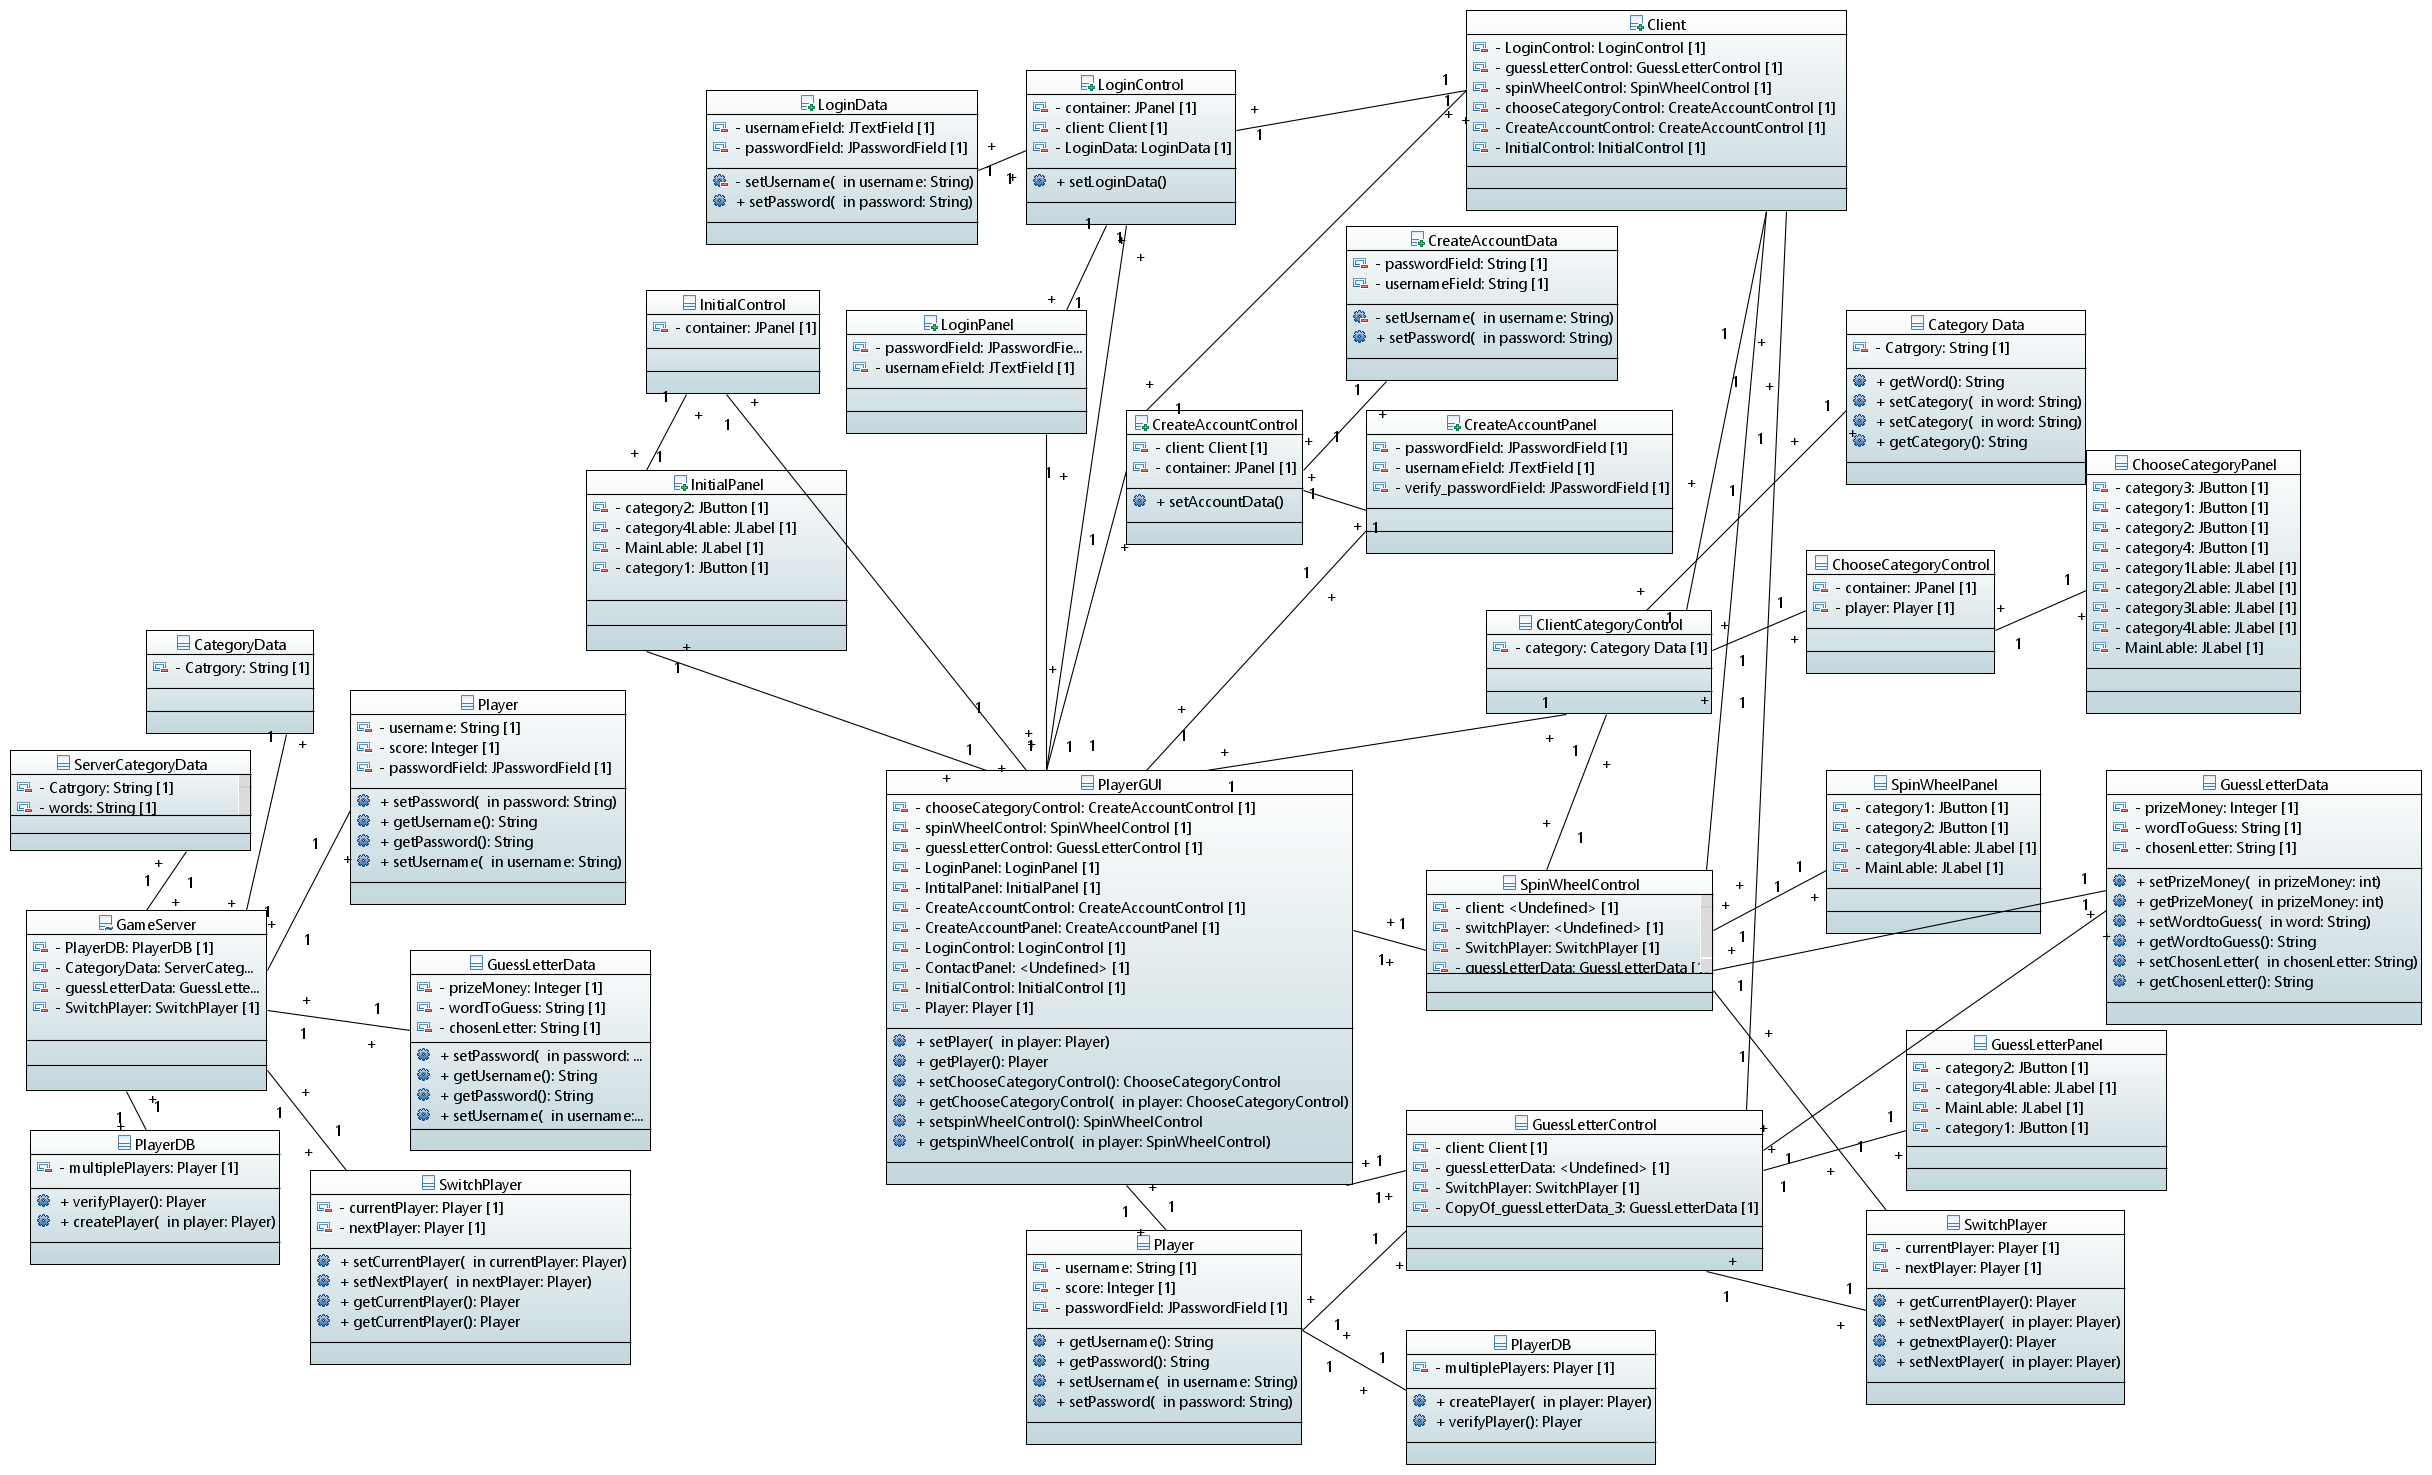 Client
- LoginControl: LoginControl [1]
- guessLetterControl: GuessLetterControl [1]
- spinWheelControl: SpinWheelControl [1]
- chooseCategoryControl: CreateAccountControl [1]
- CreateAccountControl: CreateAccountControl [1]
- InitialControl: InitialControl [1]
LoginControl
- container: JPanel [1]
- client: Client [1]
- LoginData: LoginData [1]
+ setLoginData()
LoginData
- usernameField: JTextField [1]
- passwordField: JPasswordField [1]
- setUsername( in username: String)
+ setPassword( in password: String)
CreateAccountData
- passwordField: String [1]
- usernameField: String [1]
- setUsername( in username: String)
+ setPassword( in password: String)
InitialControl
- container: JPanel [1]
LoginPanel
- passwordField: JPasswordFie...
- usernameField: JTextField [1]
Category Data
- Catrgory: String [1]
+ getWord(): String
+ setCategory( in word: String)
+ setCategory( in word: String)
+ getCategory(): String
CreateAccountControl
- client: Client [1]
- container: JPanel [1]
+ setAccountData()
CreateAccountPanel
- passwordField: JPasswordField [1]
- usernameField: JTextField [1]
- verify_passwordField: JPasswordField [1]
ChooseCategoryPanel
- category3: JButton [1]
- category1: JButton [1]
- category2: JButton [1]
- category4: JButton [1]
- category1Lable: JLabel [1]
- category2Lable: JLabel [1]
- category3Lable: JLabel [1]
- category4Lable: JLabel [1]
- MainLable: JLabel [1]
InitialPanel
- category2: JButton [1]
- category4Lable: JLabel [1]
- MainLable: JLabel [1]
- category1: JButton [1]
ChooseCategoryControl
- container: JPanel [1]
- player: Player [1]
ClientCategoryControl
- category: Category Data [1]
CategoryData
- Catrgory: String [1]
Player
- username: String [1]
- score: Integer [1]
- passwordField: JPasswordField [1]
+ setPassword( in password: String)
+ getUsername(): String
+ getPassword(): String
+ setUsername( in username: String)
ServerCategoryData
- Catrgory: String [1]
- words: String [1]
PlayerGUI
- chooseCategoryControl: CreateAccountControl [1]
- spinWheelControl: SpinWheelControl [1]
- guessLetterControl: GuessLetterControl [1]
- LoginPanel: LoginPanel [1]
- IntitalPanel: InitialPanel [1]
- CreateAccountControl: CreateAccountControl [1]
- CreateAccountPanel: CreateAccountPanel [1]
- LoginControl: LoginControl [1]
- ContactPanel: <Undefined> [1]
- InitialControl: InitialControl [1]
- Player: Player [1]
+ setPlayer( in player: Player)
+ getPlayer(): Player
+ setChooseCategoryControl(): ChooseCategoryControl
+ getChooseCategoryControl( in player: ChooseCategoryControl)
+ setspinWheelControl(): SpinWheelControl
+ getspinWheelControl( in player: SpinWheelControl)
SpinWheelPanel
- category1: JButton [1]
- category2: JButton [1]
- category4Lable: JLabel [1]
- MainLable: JLabel [1]
GuessLetterData
- prizeMoney: Integer [1]
- wordToGuess: String [1]
- chosenLetter: String [1]
+ setPrizeMoney( in prizeMoney: int)
+ getPrizeMoney( in prizeMoney: int)
+ setWordtoGuess( in word: String)
+ getWordtoGuess(): String
+ setChosenLetter( in chosenLetter: String)
+ getChosenLetter(): String
SpinWheelControl
- client: <Undefined> [1]
- switchPlayer: <Undefined> [1]
- SwitchPlayer: SwitchPlayer [1]
- guessLetterData: GuessLetterData [1]
GameServer
- PlayerDB: PlayerDB [1]
- CategoryData: ServerCateg...
- guessLetterData: GuessLette...
- SwitchPlayer: SwitchPlayer [1]
GuessLetterData
- prizeMoney: Integer [1]
- wordToGuess: String [1]
- chosenLetter: String [1]
+ setPassword( in password: ...
+ getUsername(): String
+ getPassword(): String
+ setUsername( in username:...
GuessLetterPanel
- category2: JButton [1]
- category4Lable: JLabel [1]
- MainLable: JLabel [1]
- category1: JButton [1]
GuessLetterControl
- client: Client [1]
- guessLetterData: <Undefined> [1]
- SwitchPlayer: SwitchPlayer [1]
- CopyOf_guessLetterData_3: GuessLetterData [1]
PlayerDB
- multiplePlayers: Player [1]
+ verifyPlayer(): Player
+ createPlayer( in player: Player)
SwitchPlayer
- currentPlayer: Player [1]
- nextPlayer: Player [1]
+ setCurrentPlayer( in currentPlayer: Player)
+ setNextPlayer( in nextPlayer: Player)
+ getCurrentPlayer(): Player
+ getCurrentPlayer(): Player
Player
- username: String [1]
- score: Integer [1]
- passwordField: JPasswordField [1]
+ getUsername(): String
+ getPassword(): String
+ setUsername( in username: String)
+ setPassword( in password: String)
SwitchPlayer
- currentPlayer: Player [1]
- nextPlayer: Player [1]
+ getCurrentPlayer(): Player
+ setNextPlayer( in player: Player)
+ getnextPlayer(): Player
+ setNextPlayer( in player: Player)
PlayerDB
- multiplePlayers: Player [1]
+ createPlayer( in player: Player)
+ verifyPlayer(): Player